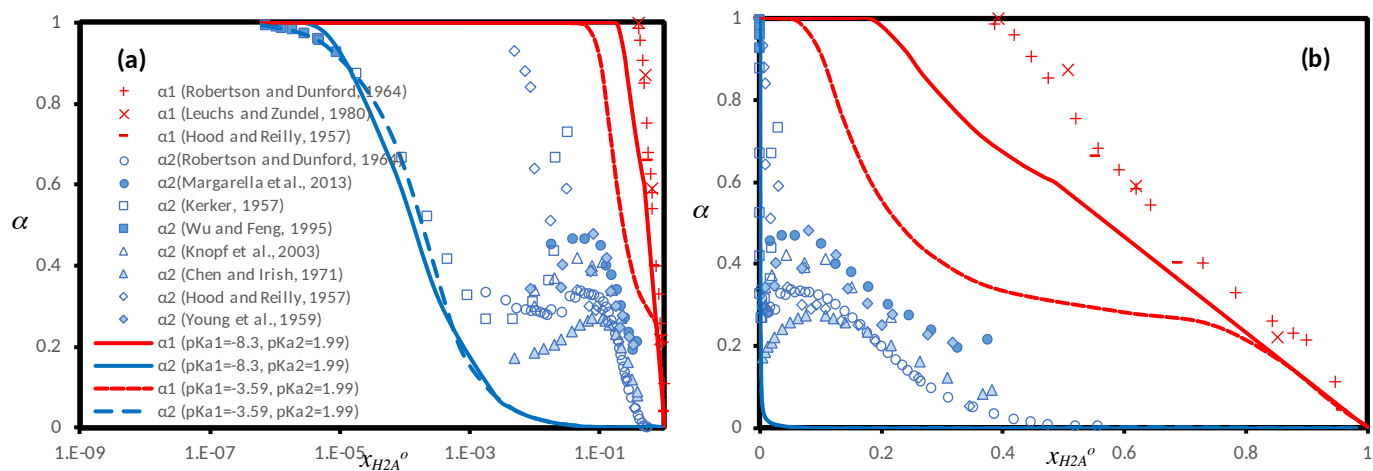 1
0.8
0.6
0.4
0.2
0
α
(a)
α1 (Robertson and Dunford, 1964)
α1 (Leuchs and Zundel, 1980)
α1 (Hood and Reilly, 1957)
α2(Robertson and Dunford, 1964)
α2(Margarella et al., 2013)
α2 (Kerker, 1957)
α2 (Wu and Feng, 1995)
α2 (Knopf et al., 2003)
α2 (Chen and Irish, 1971)
α2 (Hood and Reilly, 1957)
α2 (Young et al., 1959)
α1 (pKa1=-8.3, pKa2=1.99)
α2 (pKa1=-8.3, pKa2=1.99)
α1 (pKa1=-3.59, pKa2=1.99)
α2 (pKa1=-3.59, pKa2=1.99)
1.E-09 1.E-07 1.E-05 1.E-03 1.E-01
xH2A°
1
0.8
0.6
0.4
0.2
0
α
(b)
0 0.2 0.4 0.6 0.8 1
xH2A°